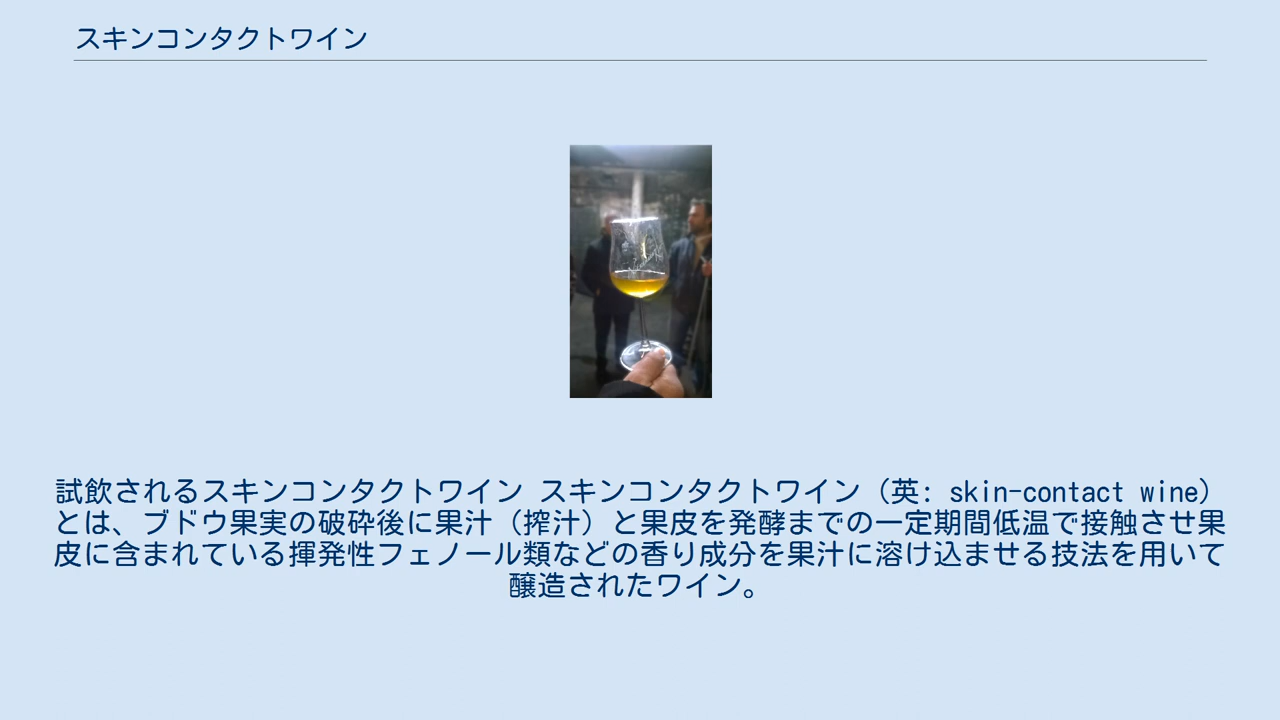 スキンコンタクトワイン
試飲されるスキンコンタクトワイン スキンコンタクトワイン（英: skin-contact wine）
とは、ブドウ果実の破砕後に果汁（搾汁）と果皮を発酵までの一定期間低温で接触させ果
皮に含まれている揮発性フェノール類などの香り成分を果汁に溶け込ませる技法を用いて
醸造されたワイン。